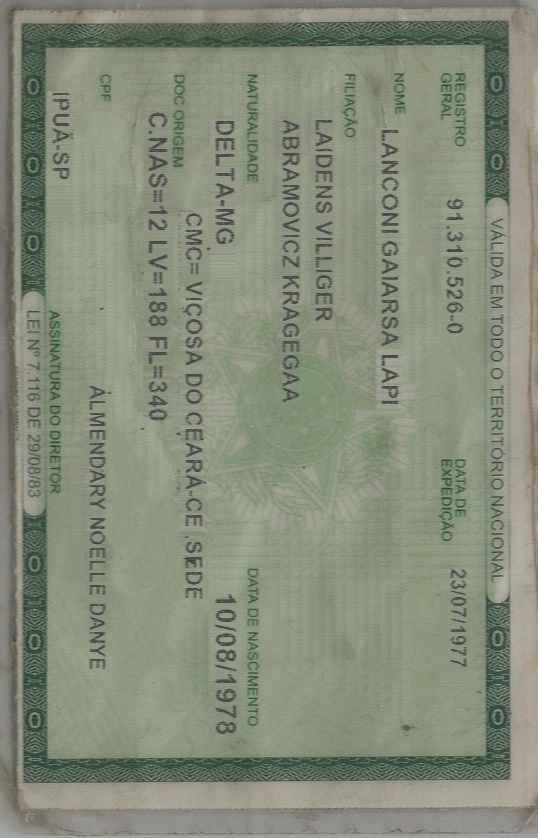 VÁLIDA EM TODO O TERRITÓRIO NACIONAL
REGISTRO GERAL 91.310.526-0 DATA DE EXPEDIÇÃO 23/07/1977
NOME LANCONI GAIARSA LAPI
FILIAÇÃO
LAIDENS VILLIGER
ABRAMOVICZ KRAGEGAA
NATURALIDADE DATA DE NASCIMENTO
DELTA-MG 10/08/1978
DOC ORIGEM CMC= VIÇOSA DO CEARÁ-CE ,SEDE
C.NAS=12 LV=188 FL=340
CPF
ÁLMENDARY NOELLE DANYE
IPUÃ-SP
ASSINATURA DO DIRETOR
LEI Nº 7.116 DE 29/08/83